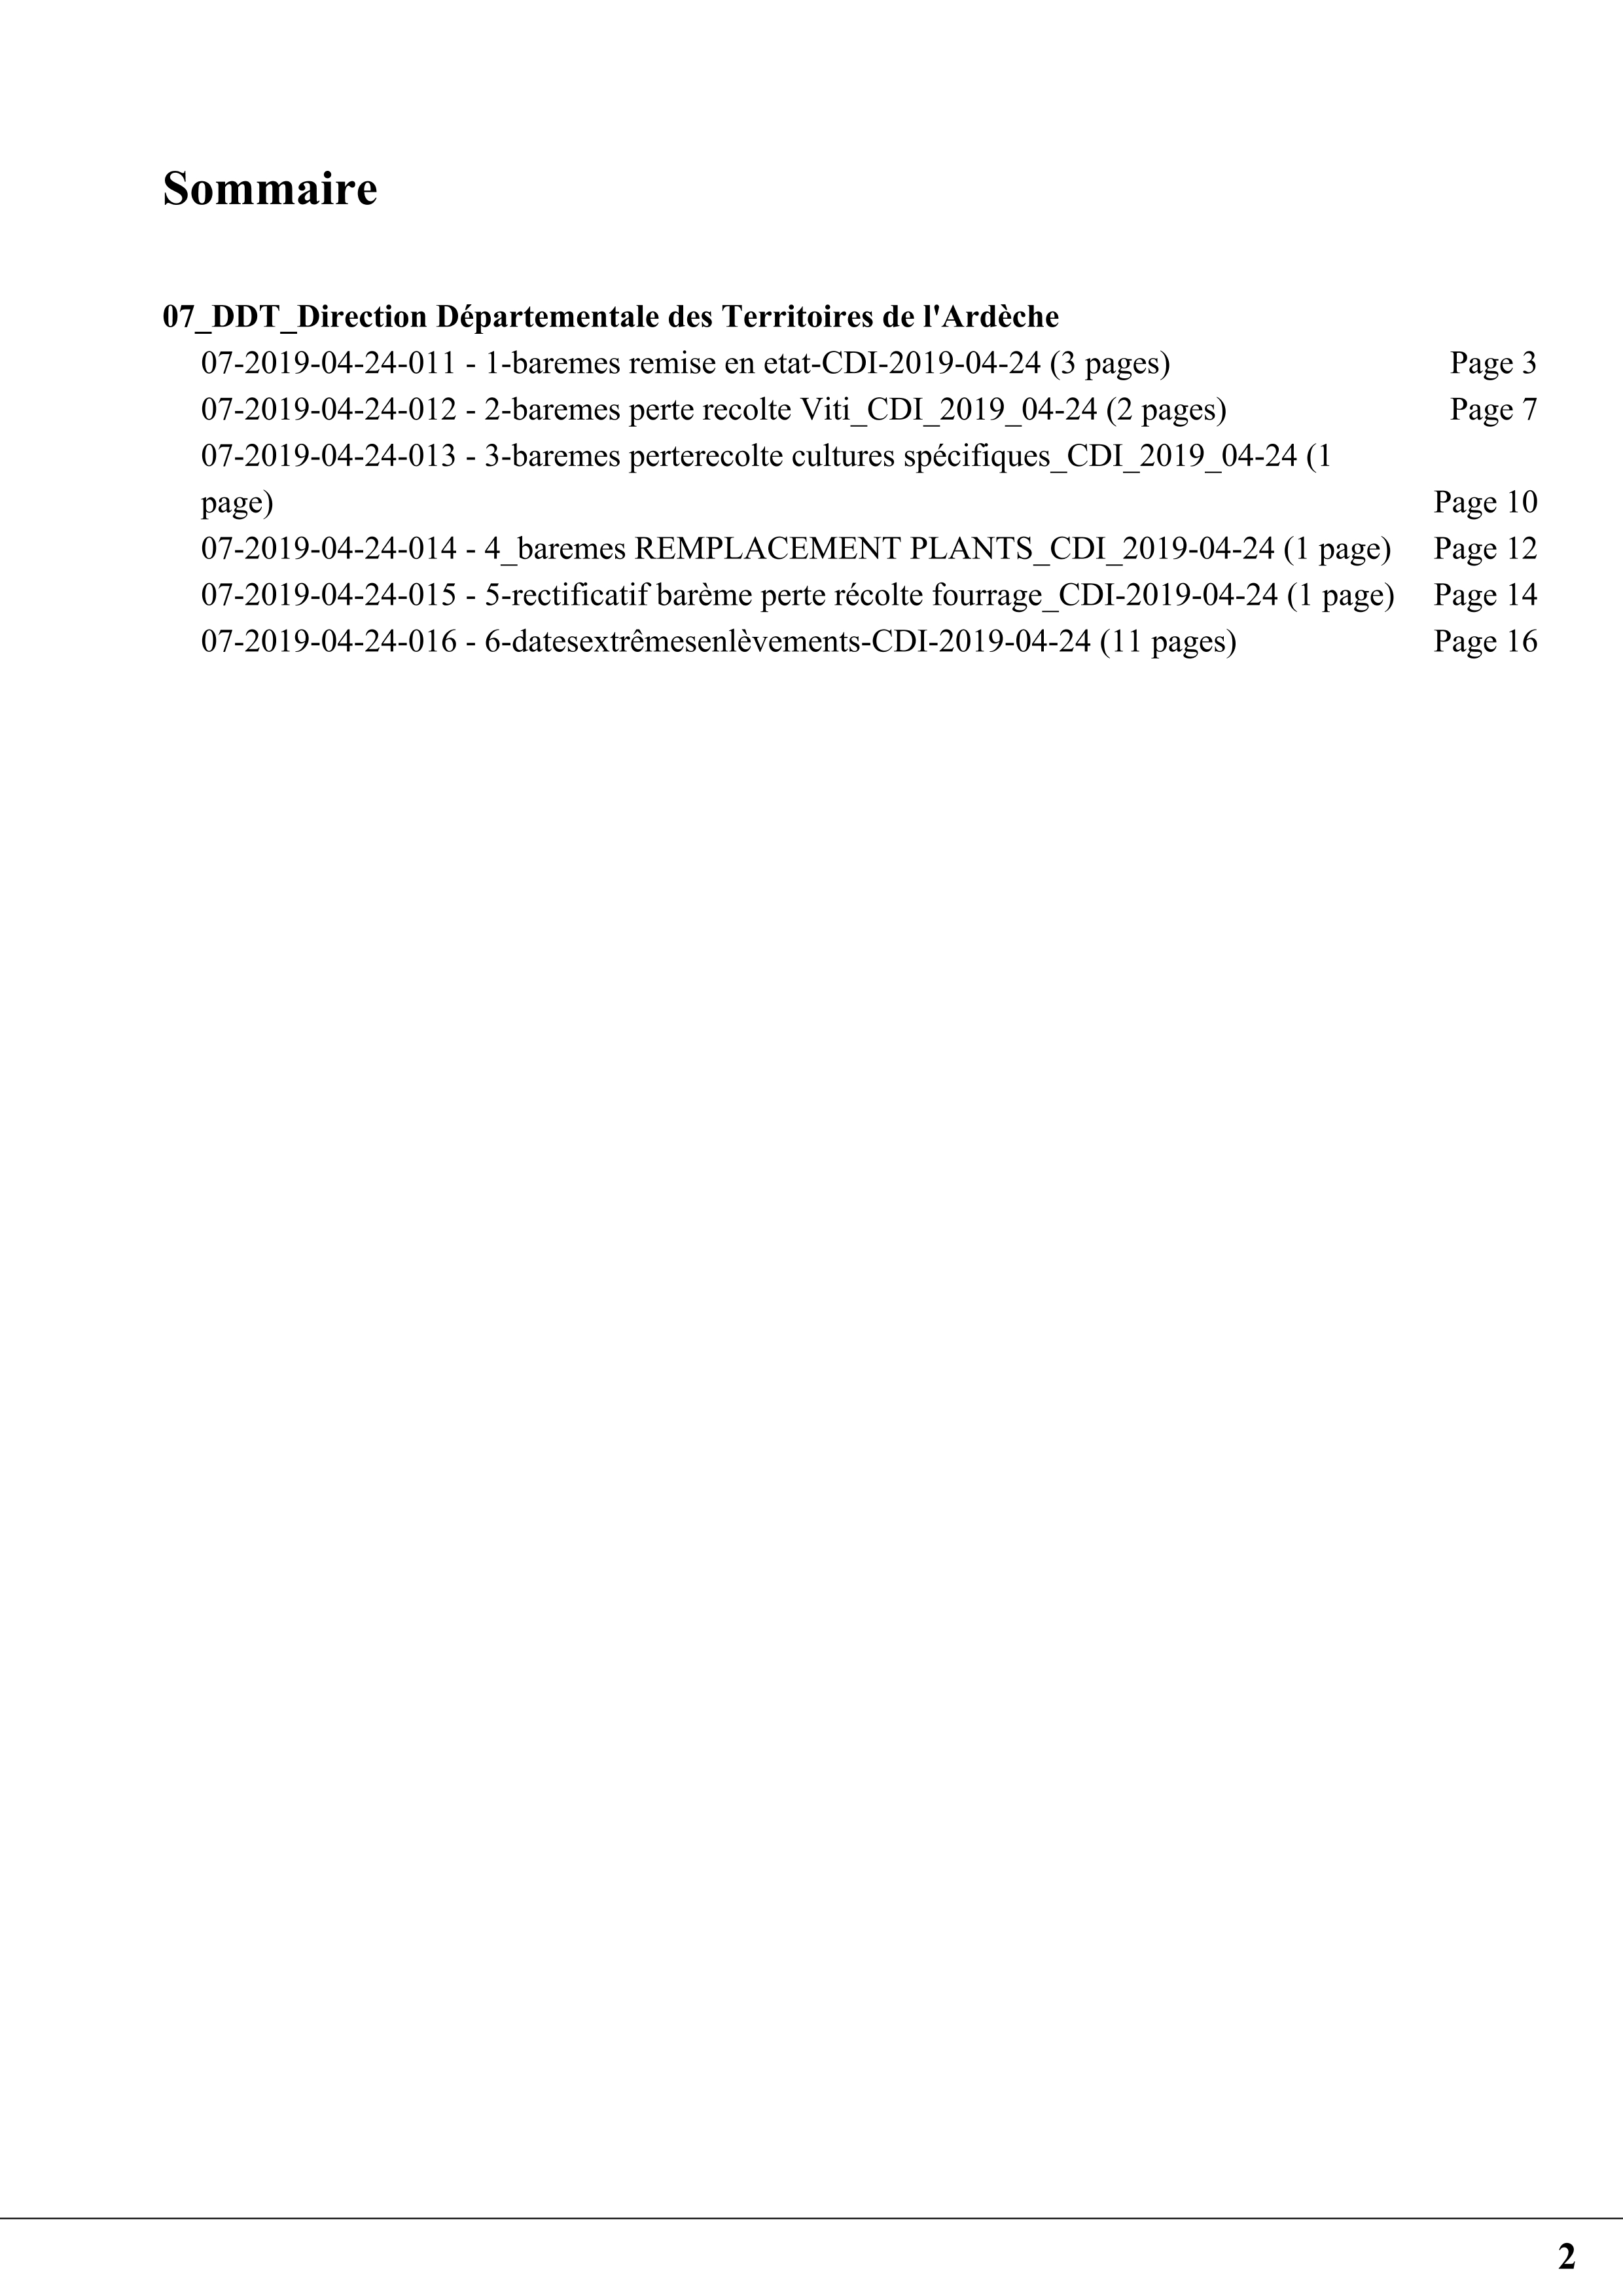 Sommaire
07_DDT_Direction Départementale des Territoires de l'Ardèche
07-2019-04-24-011 - 1-baremes remise en etat-CDI-2019-04-24 (3 pages) Page 3
07-2019-04-24-012 - 2-baremes perte recolte Viti_CDI_2019_04-24 (2 pages) Page 7
07-2019-04-24-013 - 3-baremes perterecolte cultures spécifiques_CDI_2019_04-24 (1
page) Page 10
07-2019-04-24-014 - 4_baremes REMPLACEMENT PLANTS_CDI_2019-04-24 (1 page) Page 12
07-2019-04-24-015 - 5-rectificatif barème perte récolte fourrage_CDI-2019-04-24 (1 page) Page 14
07-2019-04-24-016 - 6-datesextrêmesenlèvements-CDI-2019-04-24 (11 pages) Page 16
2